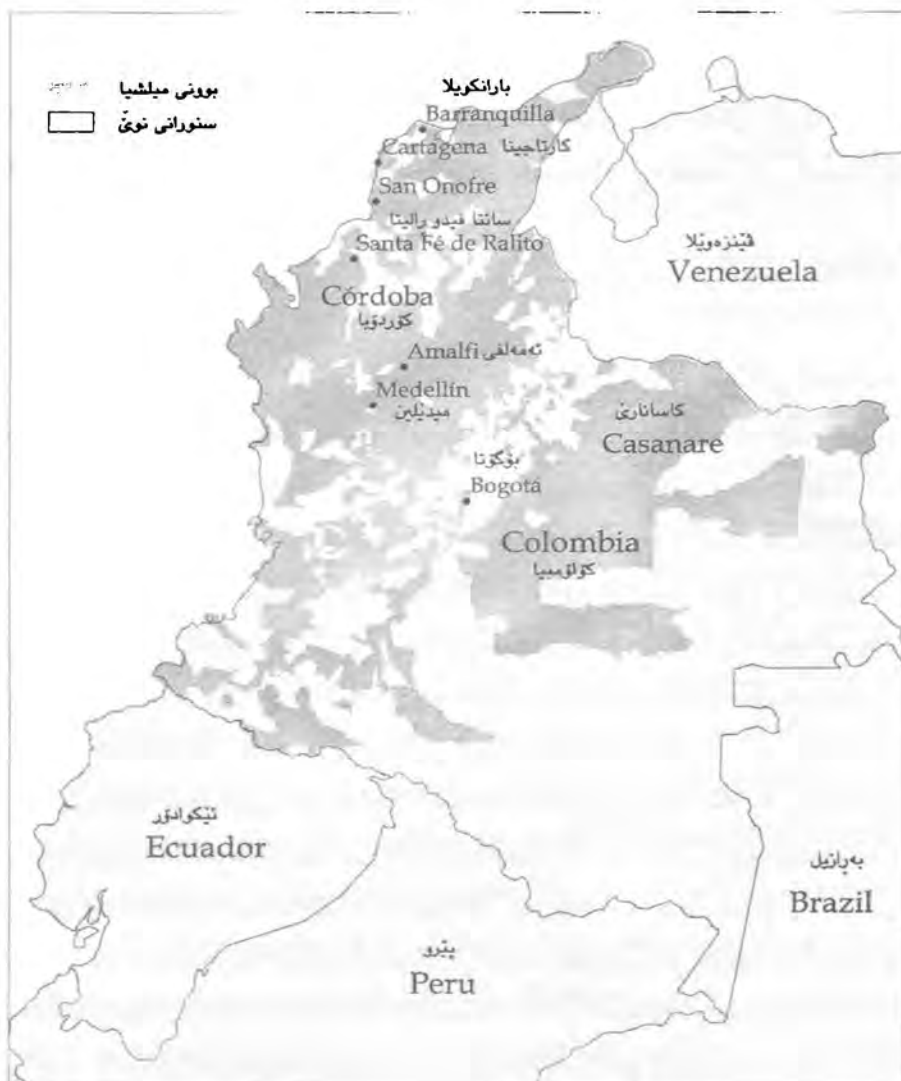 بوونی میلشیا
سنورانی نوێ
بارانکویلا
Barranquilla
Cartagena کارتاجینا
San Onofre
سانتا فیدو رالیتا
Santa Fé de Ralito
ڤێنزەوێلا
Venezuela
Córdoba
کۆردۆبا
Amalfi ئەمەلفی
Medellín
میدێلین
کاسانارێ
Casanare
بۆگۆتا
Bogotá
Colombia
کۆلۆمبیا
ئێکوادۆر
Ecuador
بەرازیل
Brazil
پێرو
Peru